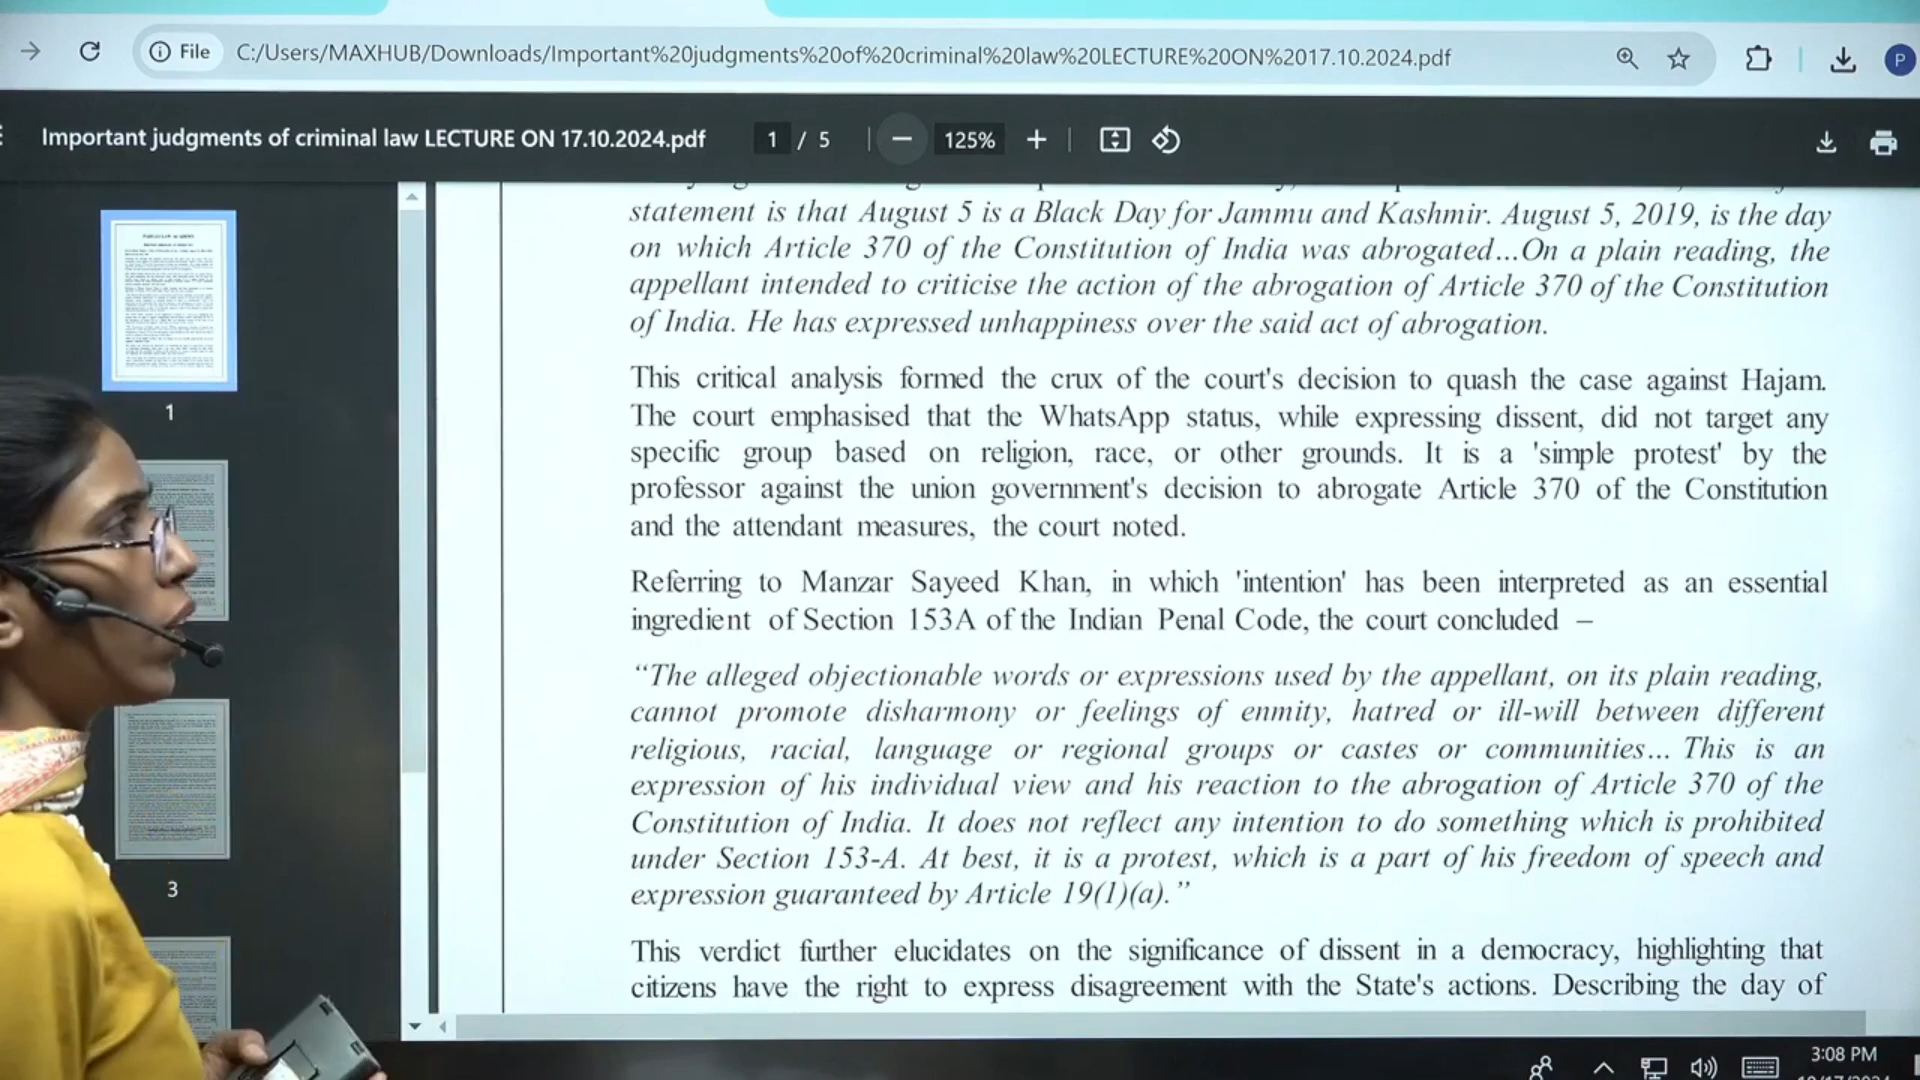 File C:/Users/MAXHUB/Downloads/Important%20judgments%20of%20criminal%20law%20LECTURE%20ON%2017.10.2024.pdf
P
Important judgments of criminal law LECTURE ON 17.10.2024.pdf 1 / 5 125%
statement is that August 5 is a Black Day for Jammu and Kashmir. August 5, 2019, is the day
on which Article 370 of the Constitution of India was abrogated...On a plain reading, the
appellant intended to criticise the action of the abrogation of Article 370 of the Constitution
of India. He has expressed unhappiness over the said act of abrogation.
This critical analysis formed the crux of the court's decision to quash the case against Hajam.
The court emphasised that the WhatsApp status, while expressing dissent, did not target any
specific group based on religion, race, or other grounds. It is a 'simple protest' by the
professor against the union government's decision to abrogate Article 370 of the Constitution
and the attendant measures, the court noted.
Referring to Manzar Sayeed Khan, in which 'intention' has been interpreted as an essential
ingredient of Section 153A of the Indian Penal Code, the court concluded –
“The alleged objectionable words or expressions used by the appellant, on its plain reading,
cannot promote disharmony or feelings of enmity, hatred or ill-will between different
religious, racial, language or regional groups or castes or communities... This is an
expression of his individual view and his reaction to the abrogation of Article 370 of the
Constitution of India. It does not reflect any intention to do something which is prohibited
under Section 153-A. At best, it is a protest, which is a part of his freedom of speech and
expression guaranteed by Article 19(1)(a).”
This verdict further elucidates on the significance of dissent in a democracy, highlighting that
citizens have the right to express disagreement with the State's actions. Describing the day of
1
3
3:08 PM